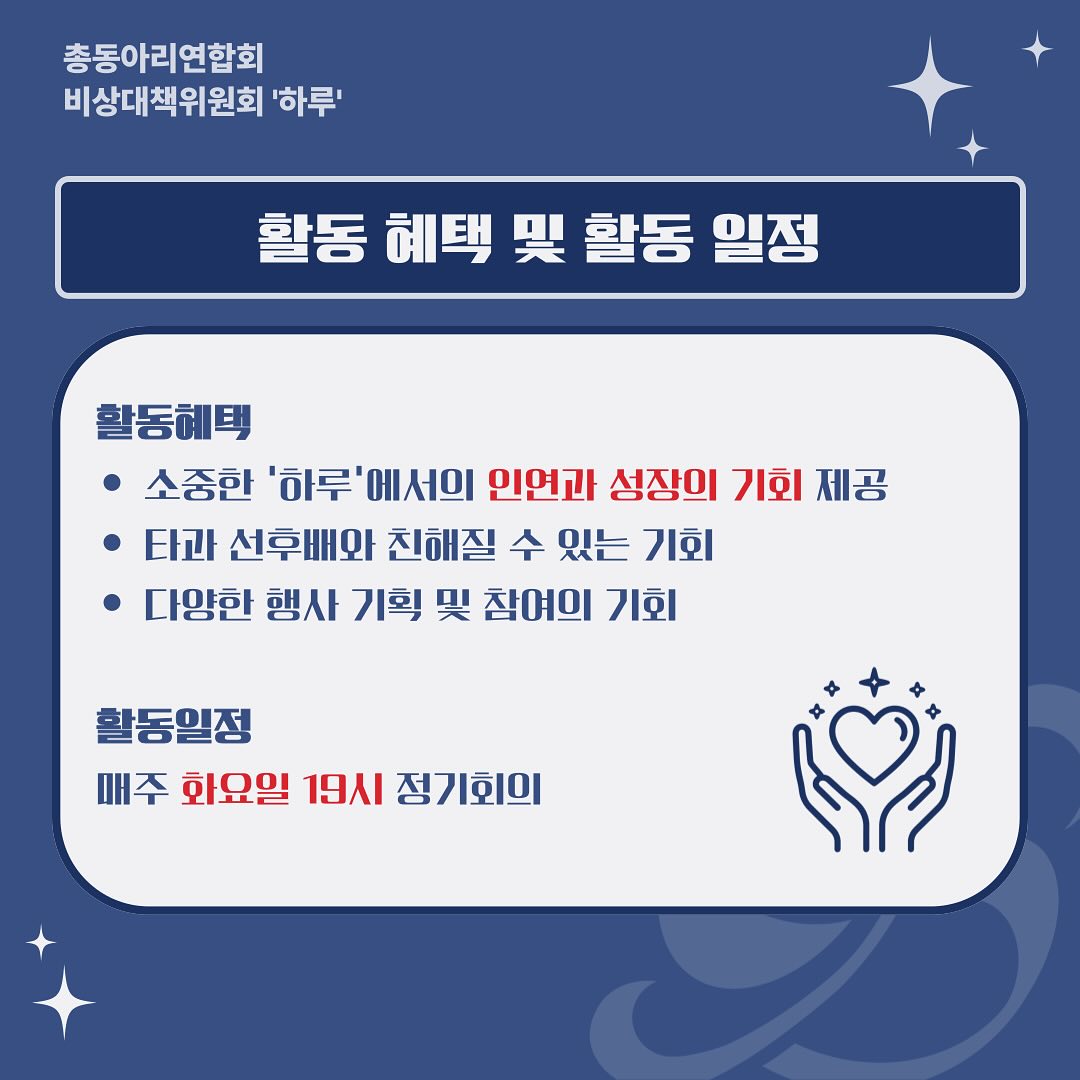 총동아리연합회
비상대책위원회 '하루'
활동 혜택 및 활동 일정
활동혜택
• 소중한 '하루'에서의 인연과 성장의 기회 제공
• 타과 선후배와 친해질 수 있는 기회
• 다양한 행사 기획 및 참여의 기회
활동일정
매주 화요일 19시 정기회의